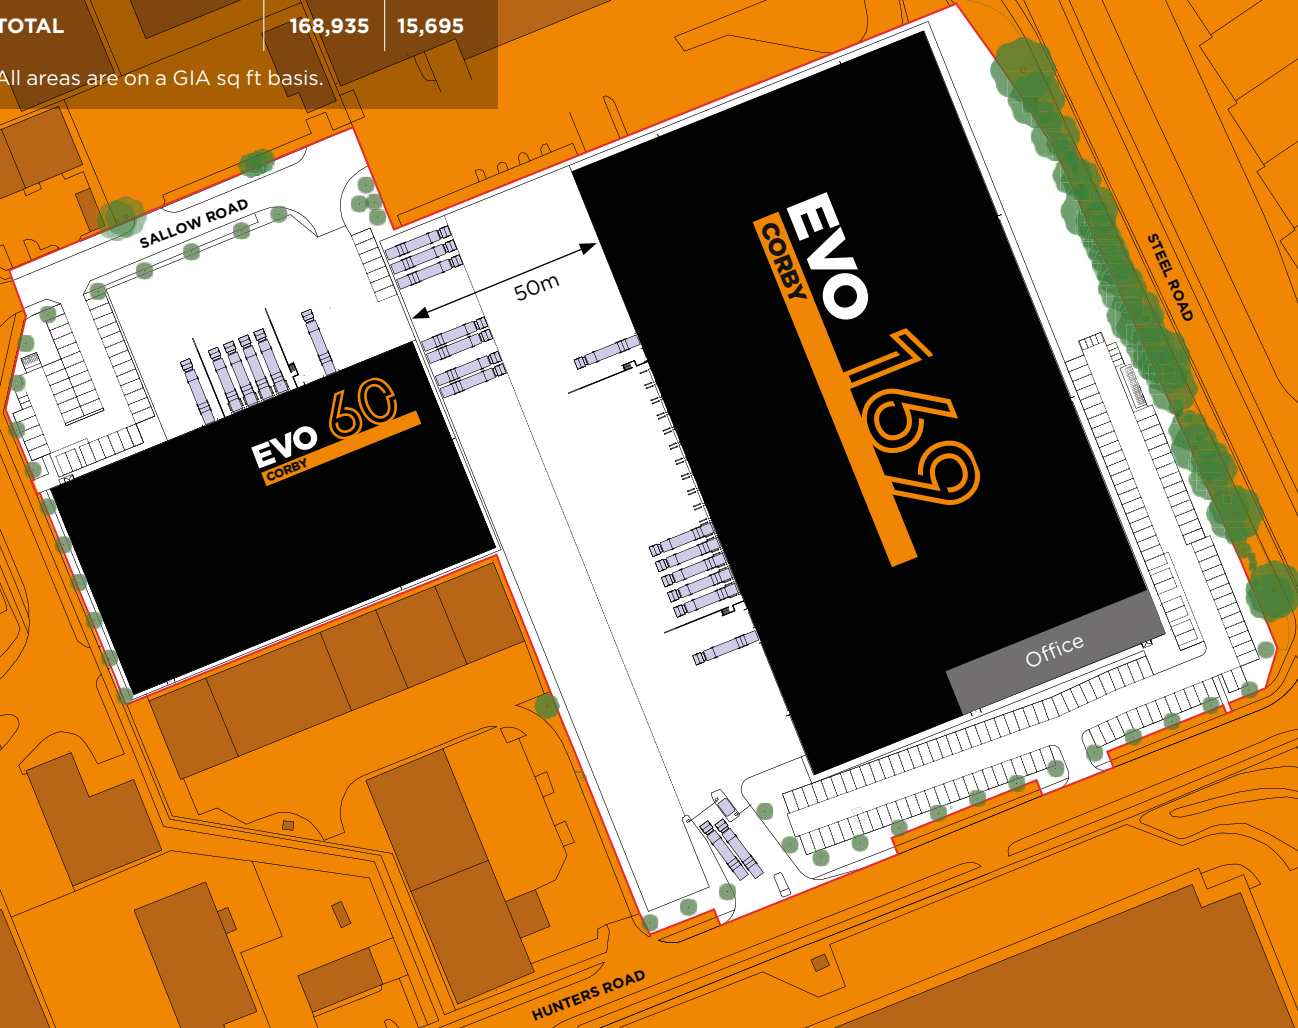 TOTAL 168,935 15,695
All areas are on a GIA sq ft basis.
SALLOW ROAD
50m
EVO 60
CORBY
EVO 169
CORBY
STEEL ROAD
Office
HUNTERS ROAD